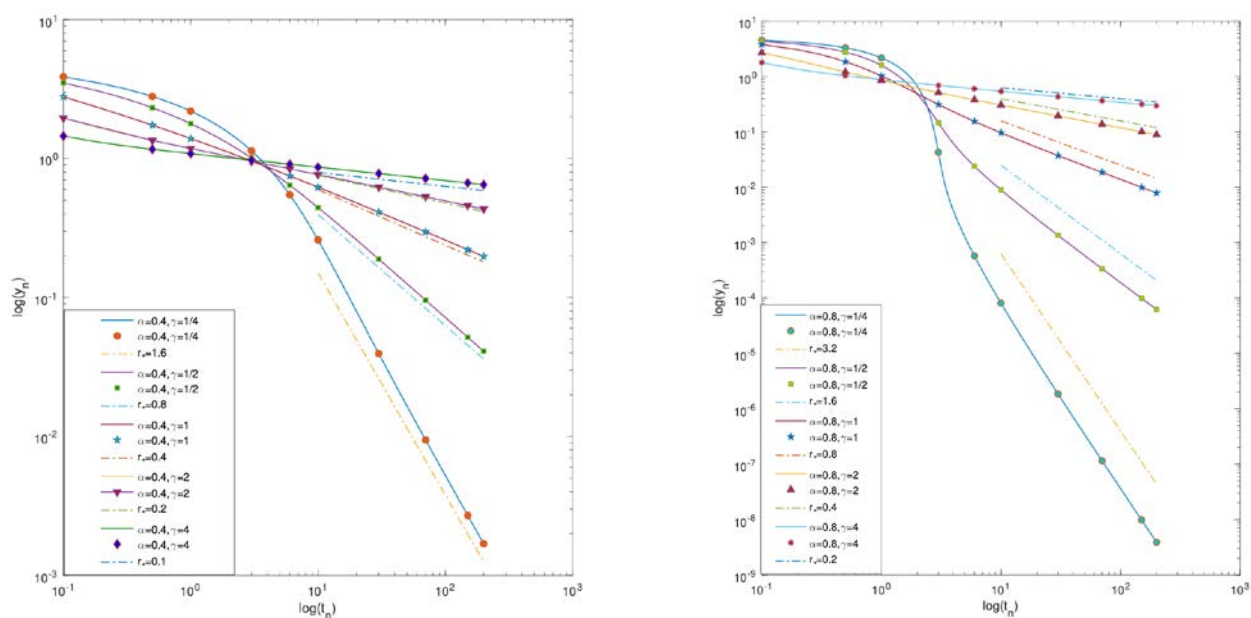 10^1
10^0
10^-1
10^-2
10^-3
log(y_n)
α=0.4,γ=1/4
α=0.4,γ=1/4
r_*=1.6
α=0.4,γ=1/2
α=0.4,γ=1/2
r_*=0.8
α=0.4,γ=1
α=0.4,γ=1
r_*=0.4
α=0.4,γ=2
α=0.4,γ=2
r_*=0.2
α=0.4,γ=4
α=0.4,γ=4
r_*=0.1
10^-1 10^0 10^1 10^2 10^3
log(t_n)
10^1
10^0
10^-1
10^-2
10^-3
10^-4
10^-5
10^-6
10^-7
10^-8
10^-9
log(y_n)
α=0.8,γ=1/4
α=0.8,γ=1/4
r_*=3.2
α=0.8,γ=1/2
α=0.8,γ=1/2
r_*=1.6
α=0.8,γ=1
α=0.8,γ=1
r_*=0.8
α=0.8,γ=2
α=0.8,γ=2
r_*=0.4
α=0.8,γ=4
α=0.8,γ=4
r_*=0.2
10^-1 10^0 10^1 10^2 10^3
log(t_n)